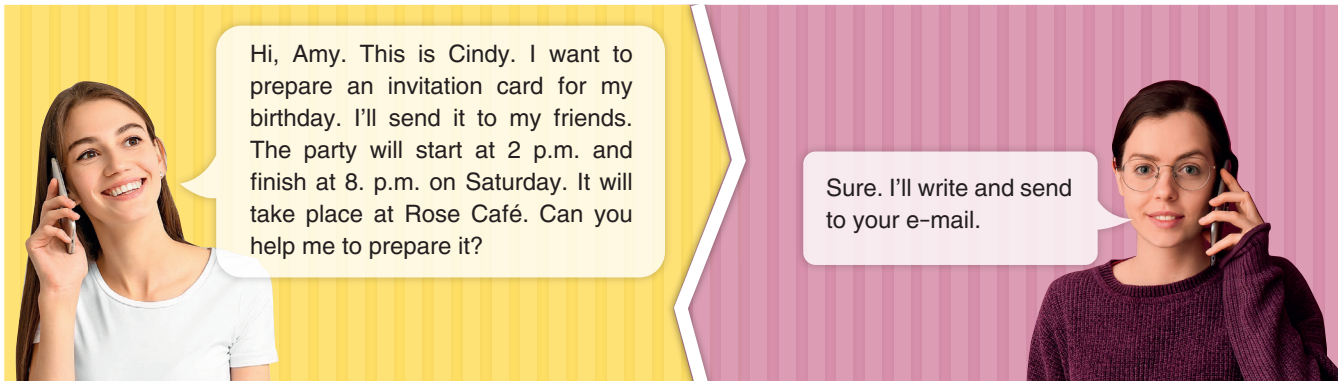 Hi, Amy. This is Cindy. I want to
prepare an invitation card for my
birthday. I’ll send it to my friends.
The party will start at 2 p.m. and
finish at 8. p.m. on Saturday. It will
take place at Rose Café. Can you
help me to prepare it?
Sure. I’ll write and send
to your e-mail.